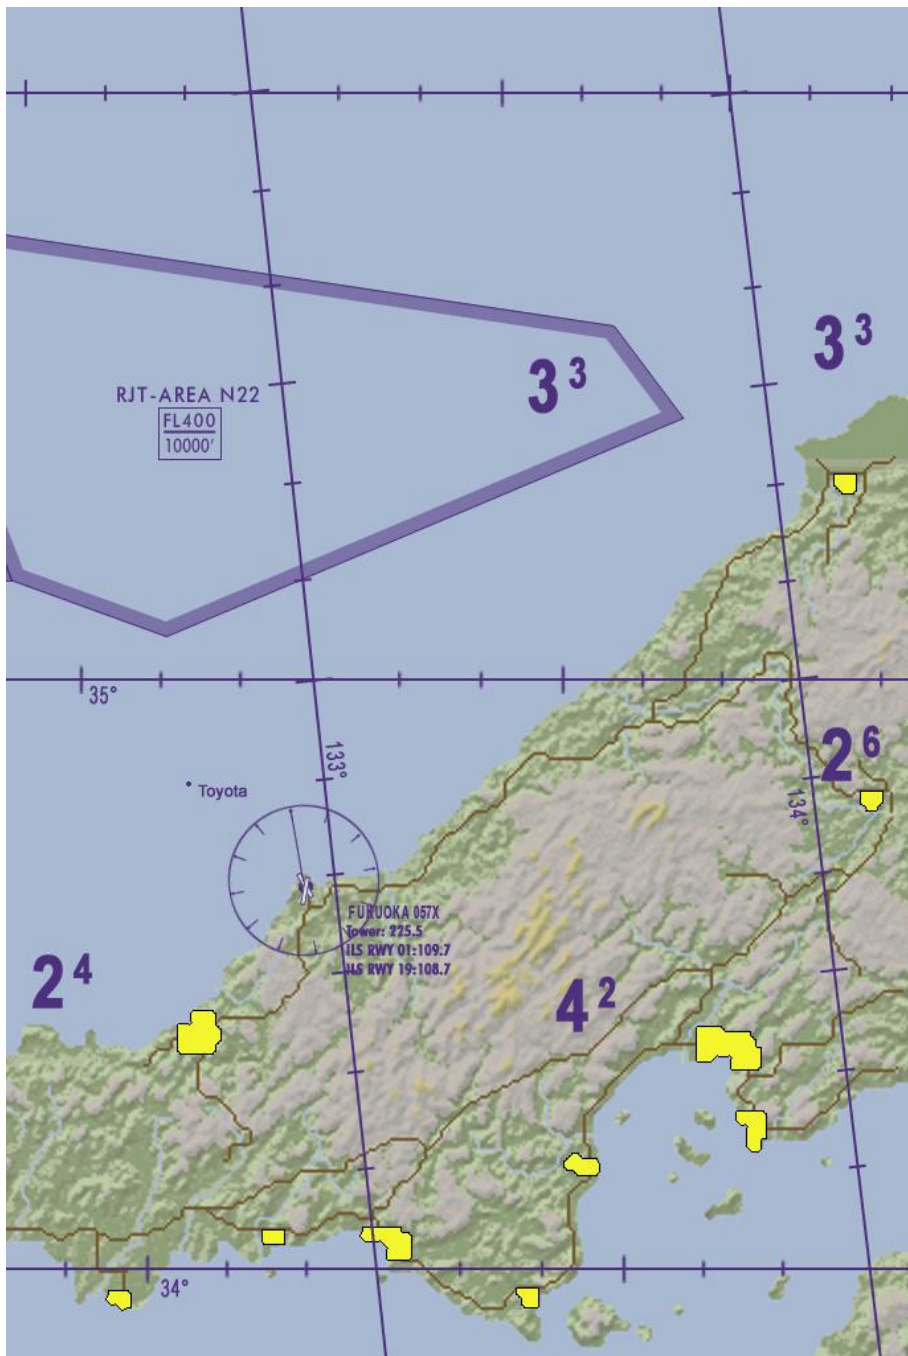 3 3
3 3
RJT-AREA N22
FL400
10000'
35°
133°
2 6
Toyota
134°
FURUOKA 057X
Tower: 225.5
ILS RWY 01:109.7
ILS RWY 19:108.7
2 4
4 2
34°